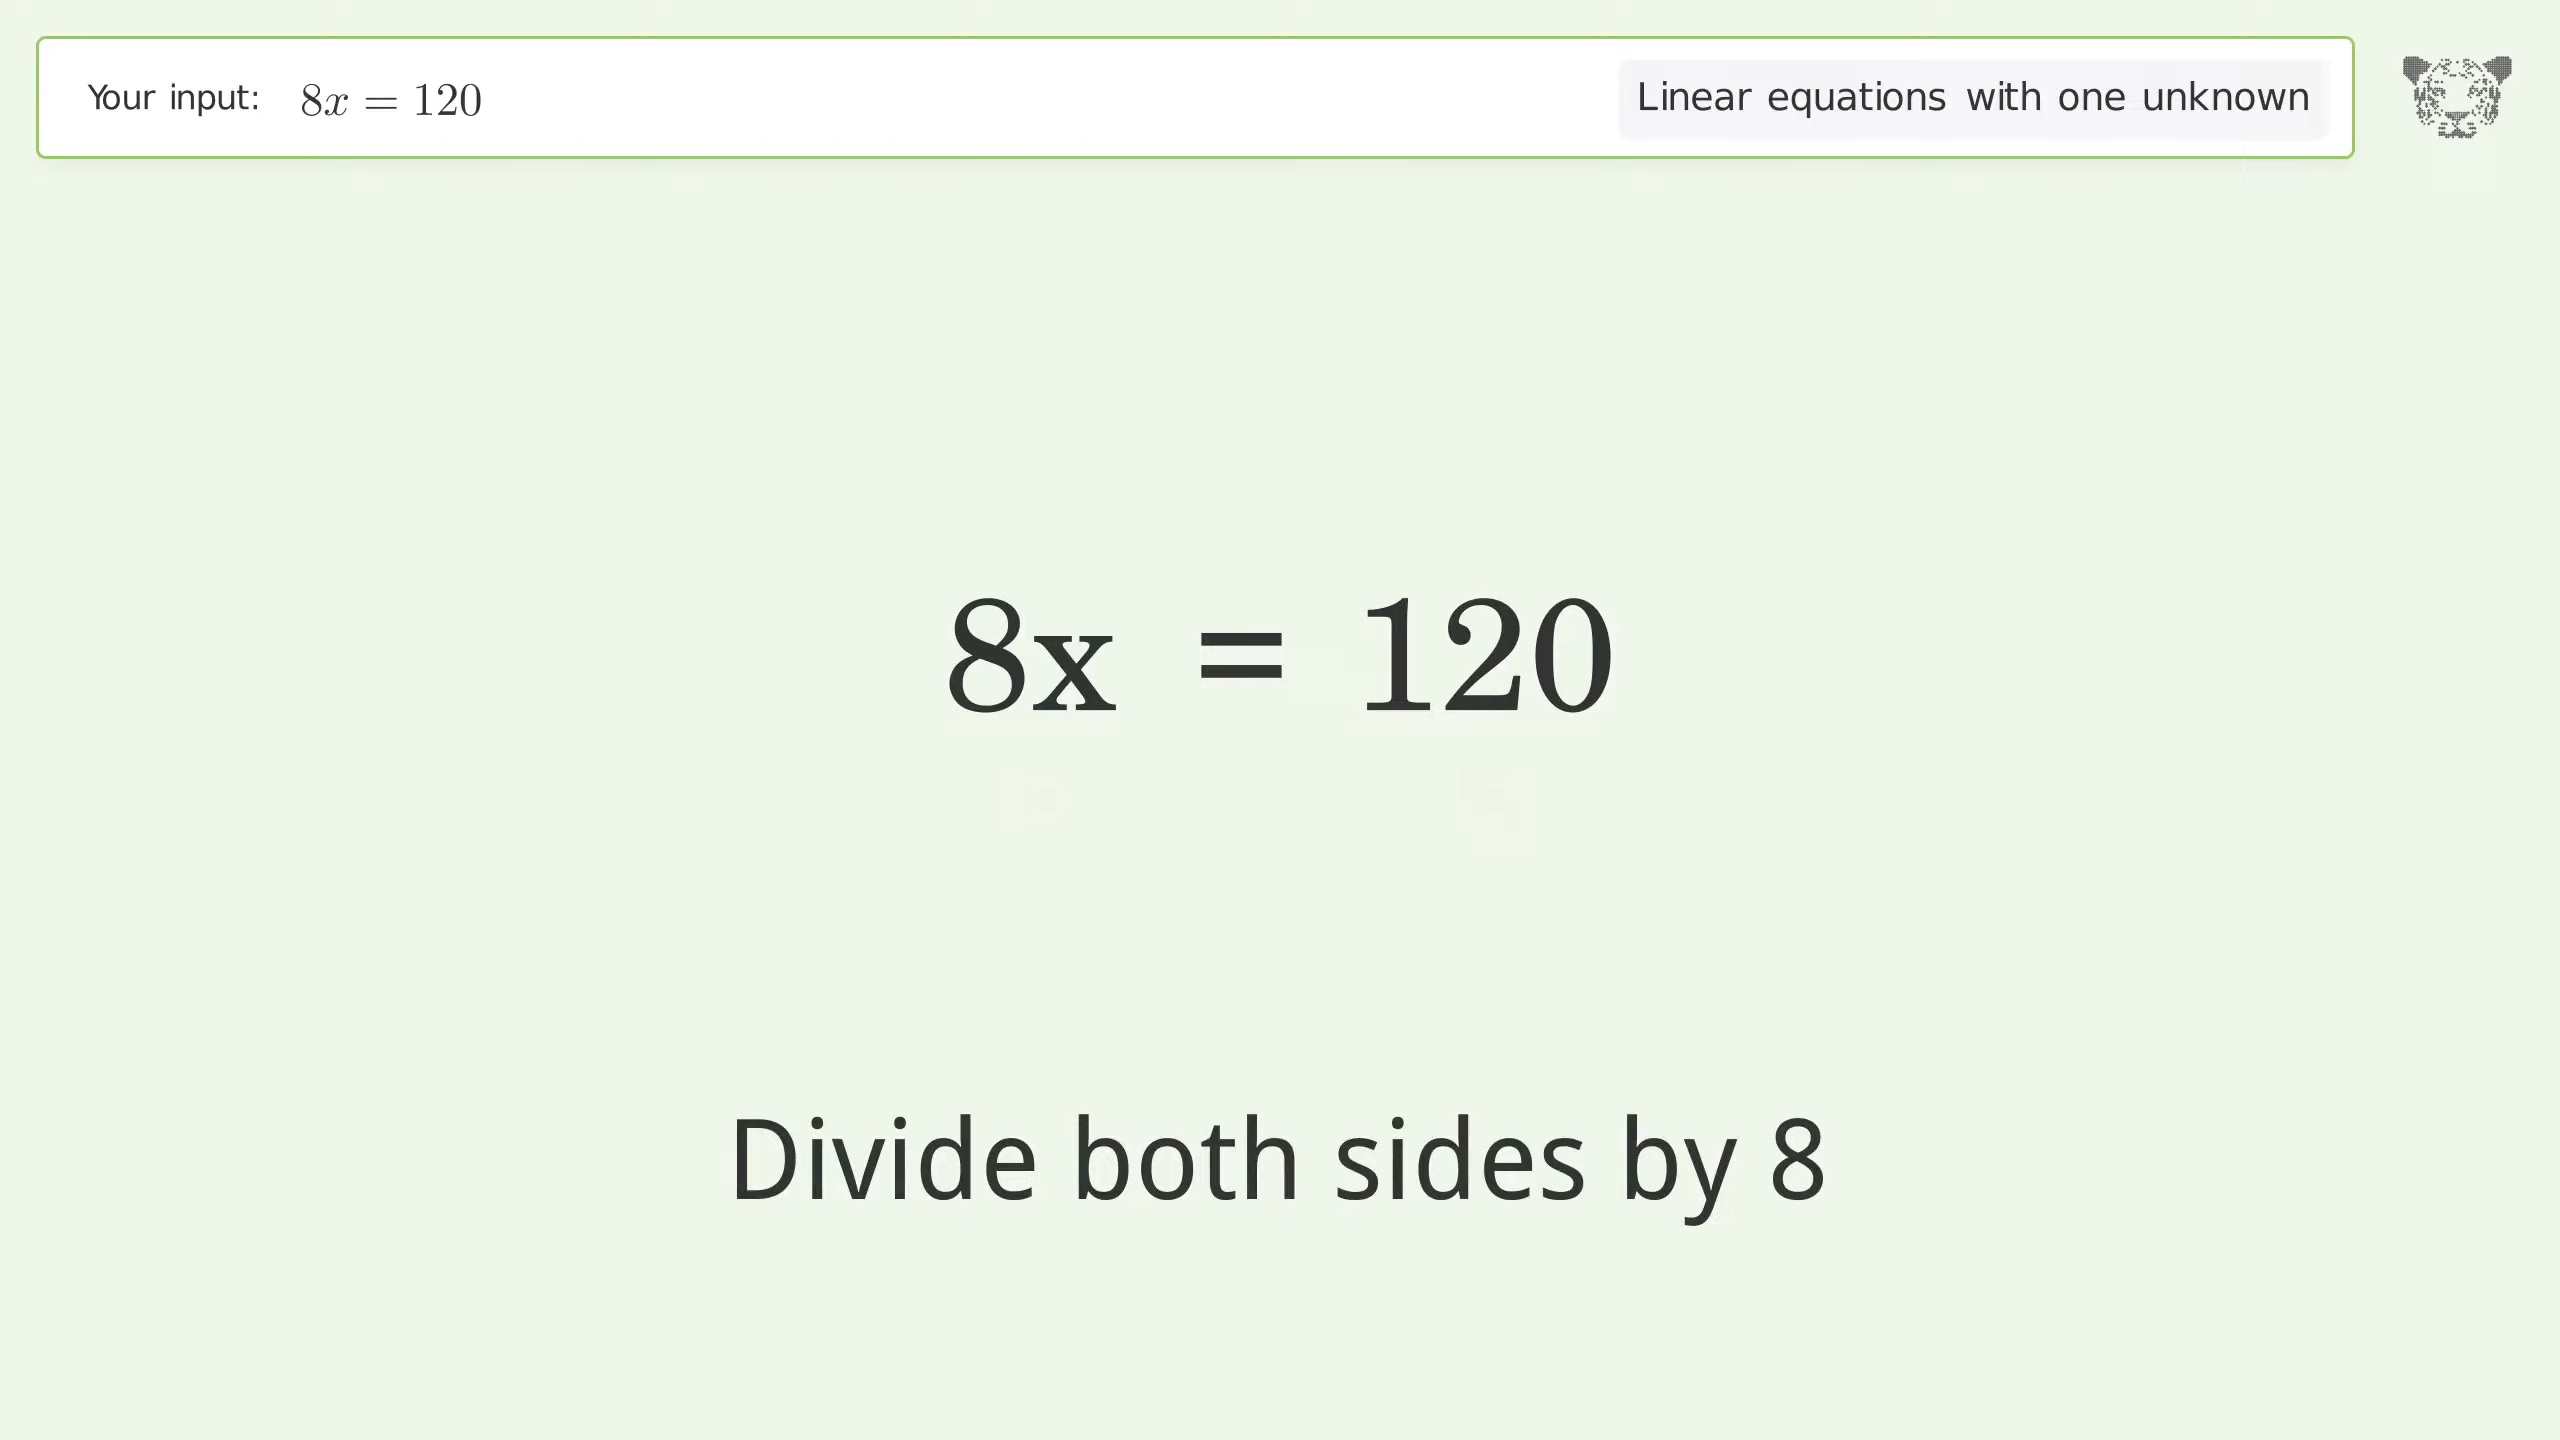 Your input: 8x = 120
Linear equations with one unknown
8x = 120
Divide both sides by 8